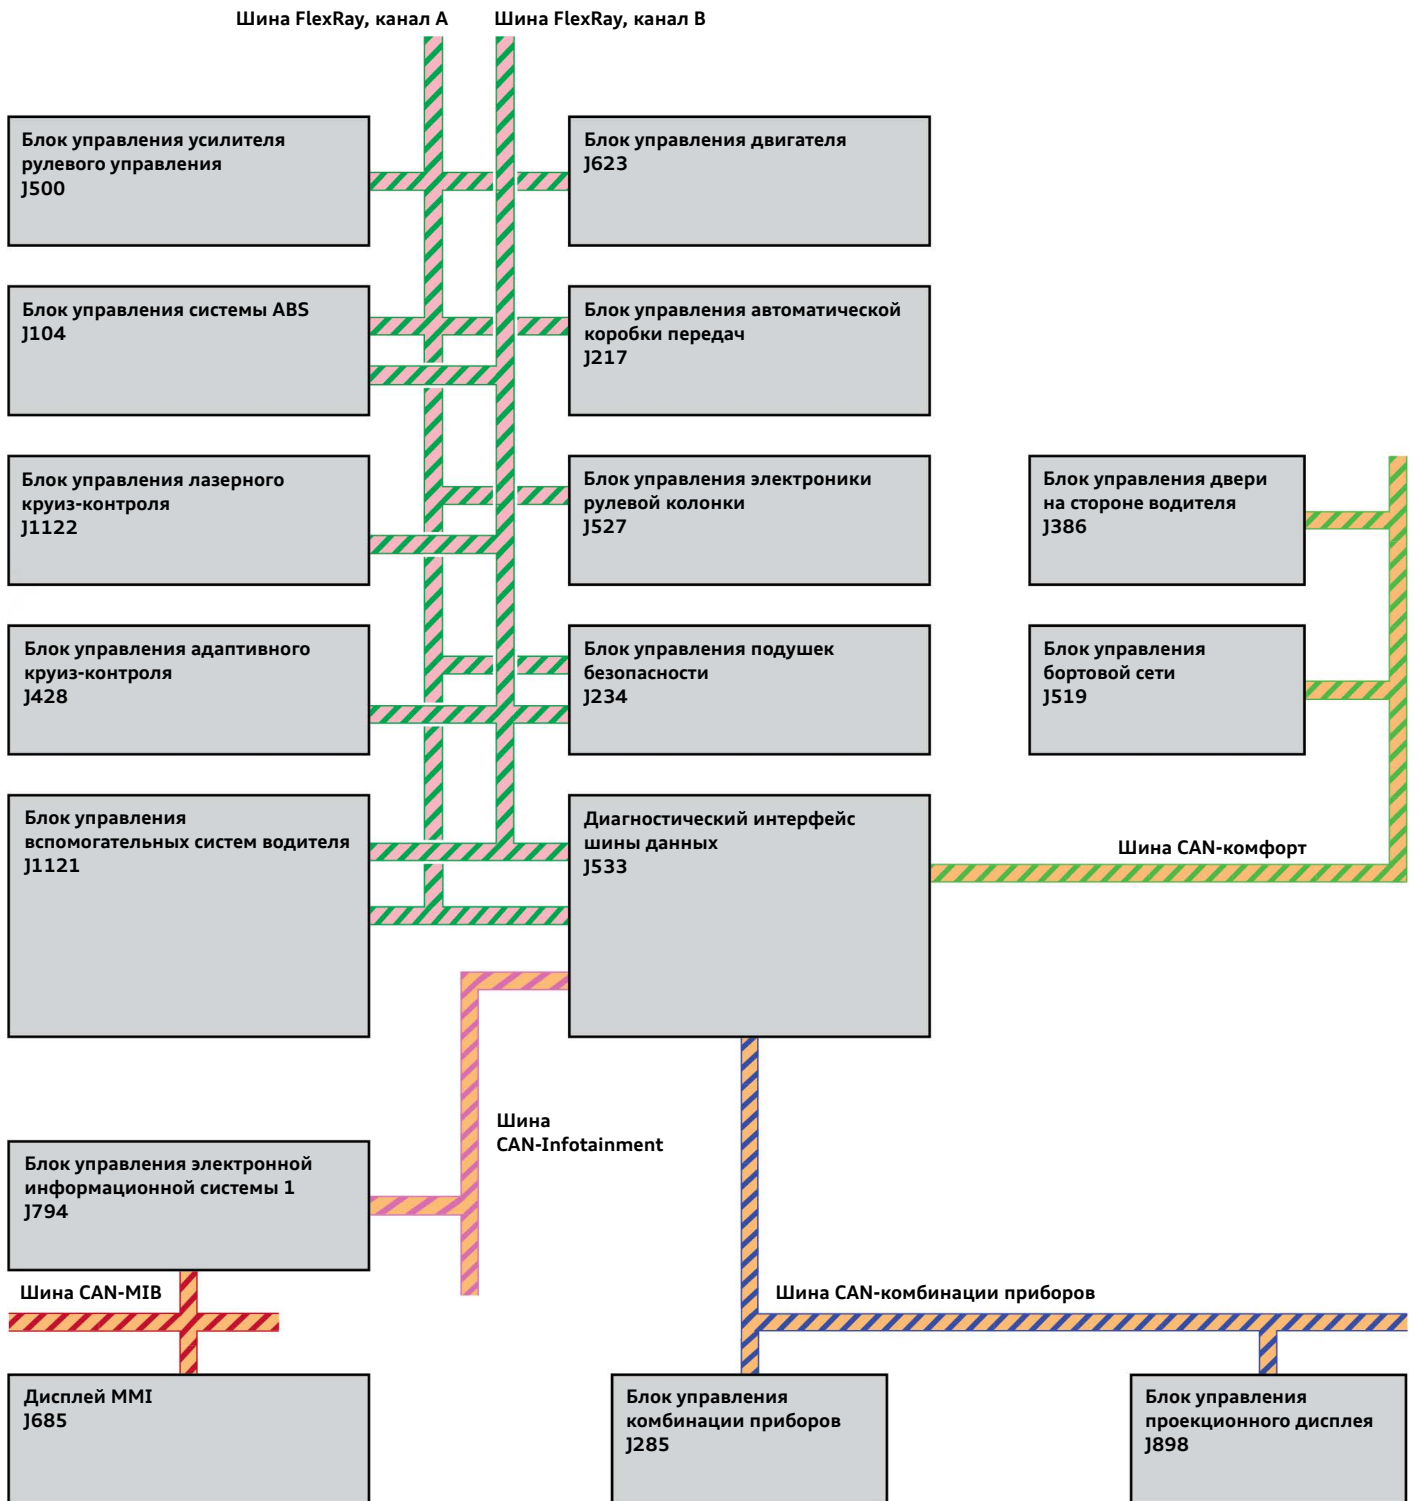 Шина FlexRay, канал A
Шина FlexRay, канал B
Блок управления усилителя
рулевого управления
J500
Блок управления двигателя
J623
Блок управления системы ABS
J104
Блок управления автоматической
коробки передач
J217
Блок управления лазерного
круиз-контроля
J1122
Блок управления электроники
рулевой колонки
J527
Блок управления двери
на стороне водителя
J386
Блок управления адаптивного
круиз-контроля
J428
Блок управления подушек
безопасности
J234
Блок управления
бортовой сети
J519
Блок управления
вспомогательных систем водителя
J1121
Диагностический интерфейс
шины данных
J533
Шина CAN-комфорт
Шина
CAN-Infotainment
Блок управления электронной
информационной системы 1
J794
Шина CAN-MIB
Шина CAN-комбинации приборов
Дисплей MMI
J685
Блок управления
комбинации приборов
J285
Блок управления
проекционного дисплея
J898